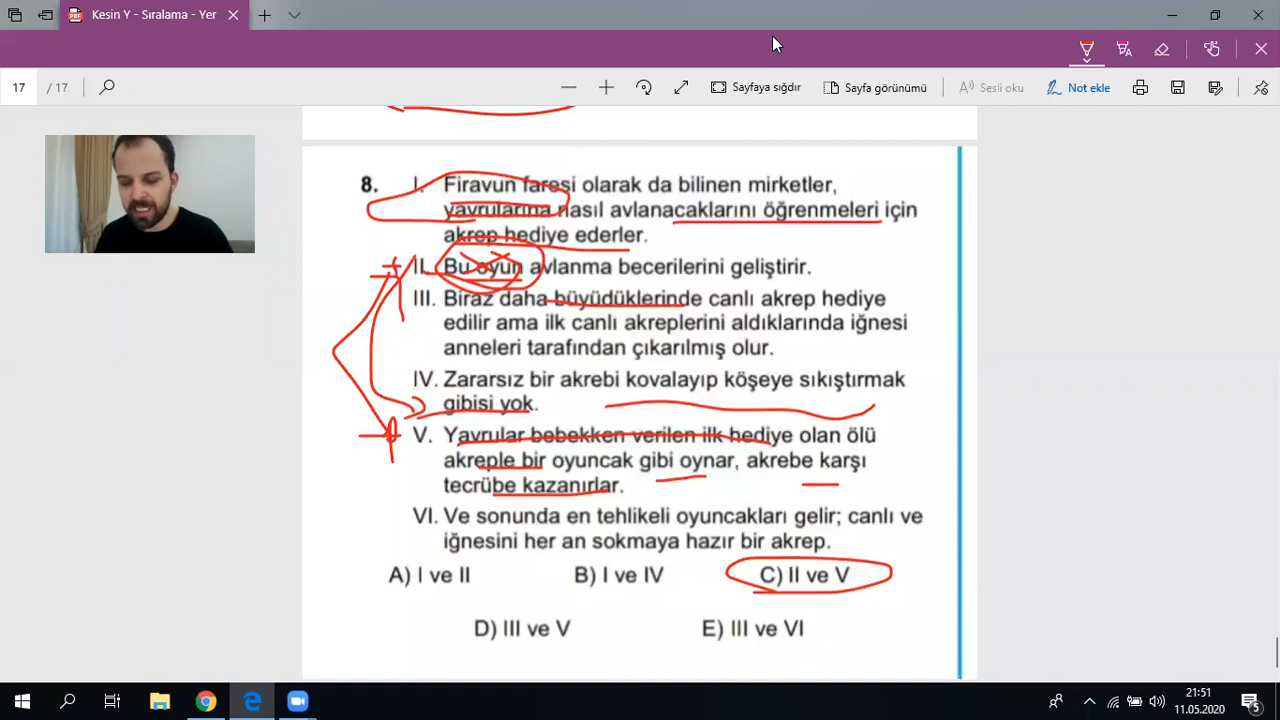 Kesin Y - Sıralama - Yer
17 / 17
Sayfaya sığdır
Sayfa görünümü
Sesli oku
Not ekle
8. I. Firavun faresi olarak da bilinen mirketler,
yavrularına nasıl avlanacaklarını öğrenmeleri için
akrep hediye ederler.
II. Bu oyun avlanma becerilerini geliştirir.
III. Biraz daha büyüdüklerinde canlı akrep hediye
edilir ama ilk canlı akreplerini aldıklarında iğnesi
anneleri tarafından çıkarılmış olur.
IV. Zararsız bir akrebi kovalayıp köşeye sıkıştırmak
gibisi yok.
V. Yavrular bebekken verilen ilk hediye olan ölü
akreple bir oyuncak gibi oynar, akrebe karşı
tecrübe kazanırlar.
VI. Ve sonunda en tehlikeli oyuncakları gelir; canlı ve
iğnesini her an sokmaya hazır bir akrep.
A) I ve II B) I ve IV C) II ve V
D) III ve V E) III ve VI
21:51
11.05.2020
5